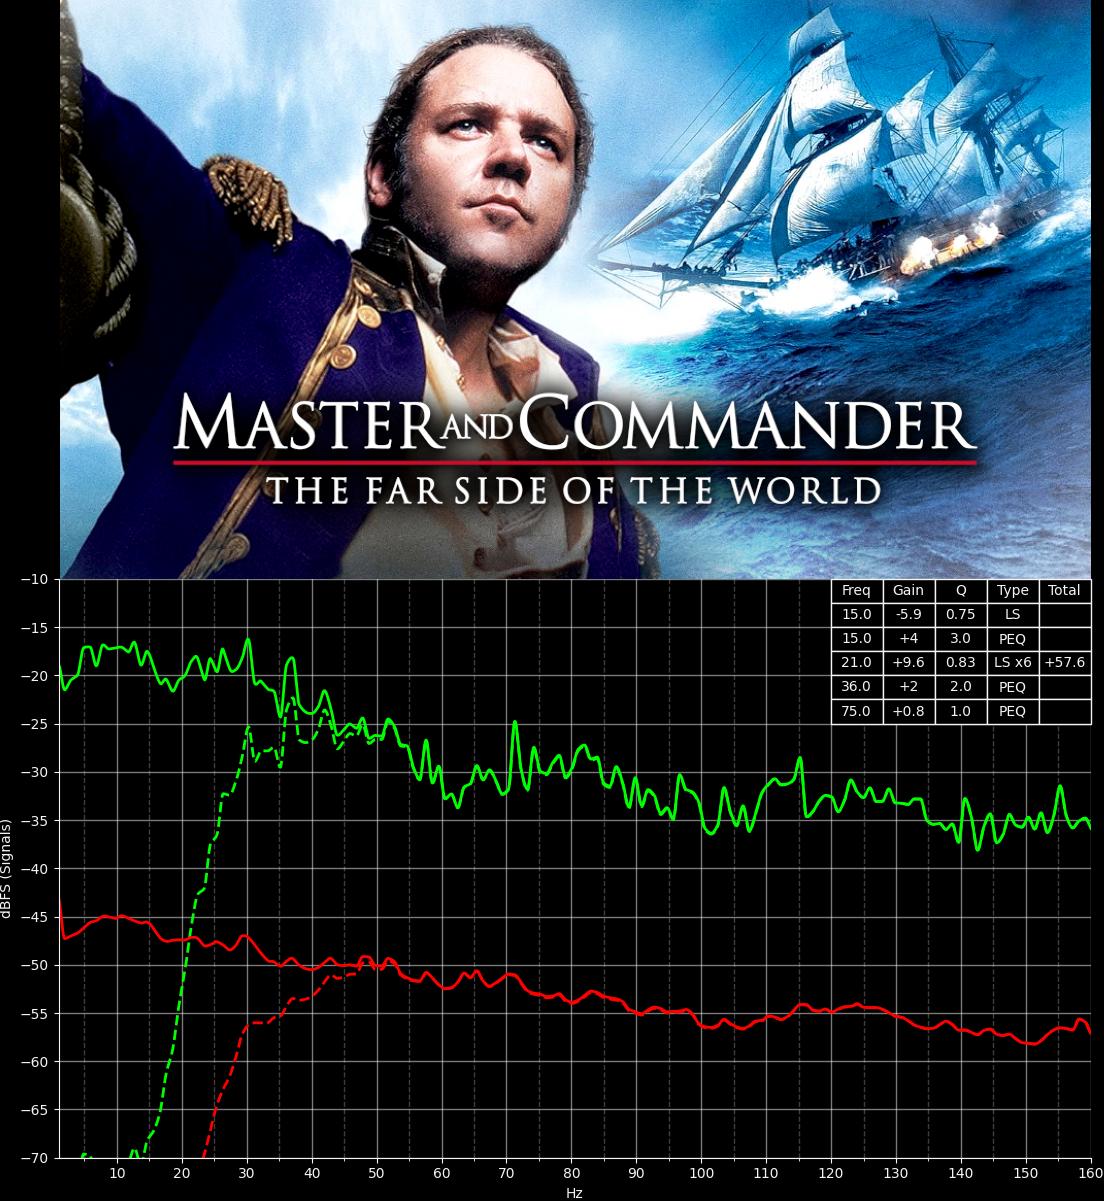 MASTER AND COMMANDER
THE FAR SIDE OF THE WORLD
Freq Gain Q Type Total
15.0 -5.9 0.75 LS
15.0 +4 3.0 PEQ
21.0 +9.6 0.83 LS x6 +57.6
36.0 +2 2.0 PEQ
75.0 +0.8 1.0 PEQ
−10
−15
−20
−25
−30
−35
−40
−45
−50
−55
−60
−65
−70
dBFS (Signals)
10 20 30 40 50 60 70 80 90 100 110 120 130 140 150 160
Hz